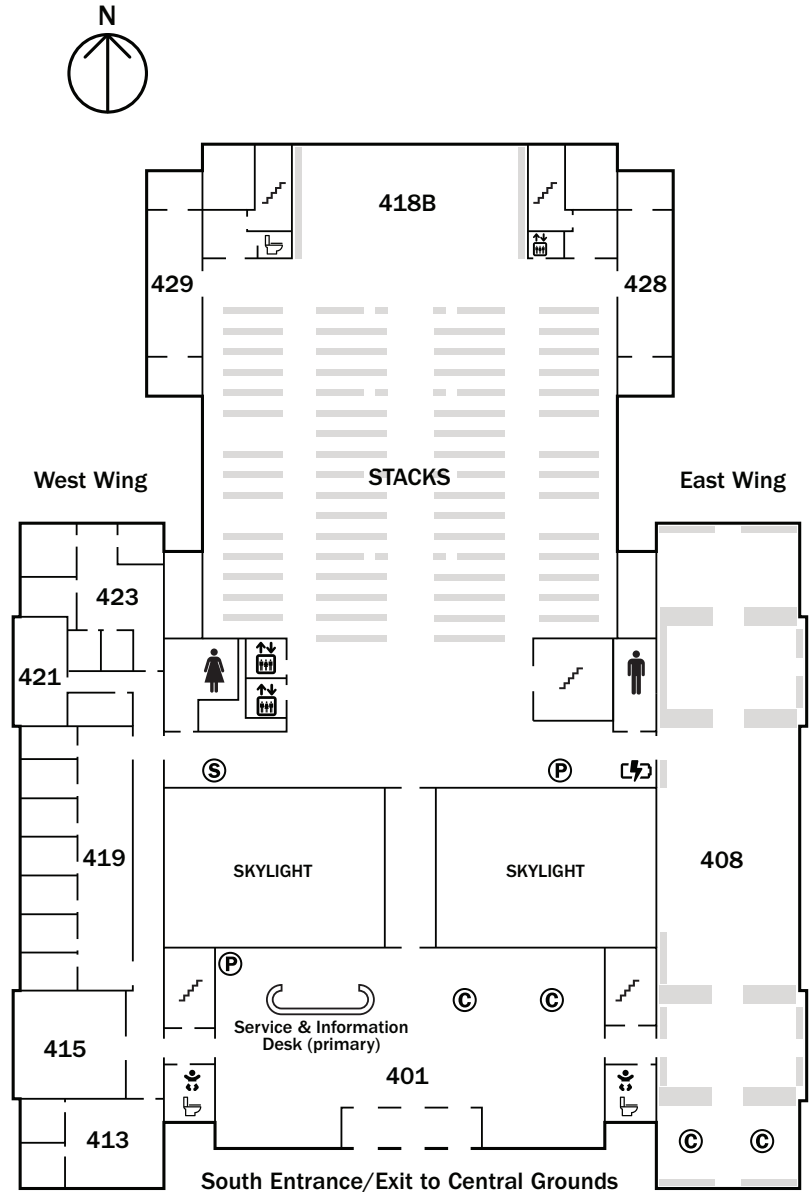 N
418B
429
428
STACKS
West Wing
East Wing
423
421
S
P
419
SKYLIGHT
SKYLIGHT
408
P
C
C
Service & Information
Desk (primary)
415
401
413
C
C
South Entrance/Exit to Central Grounds